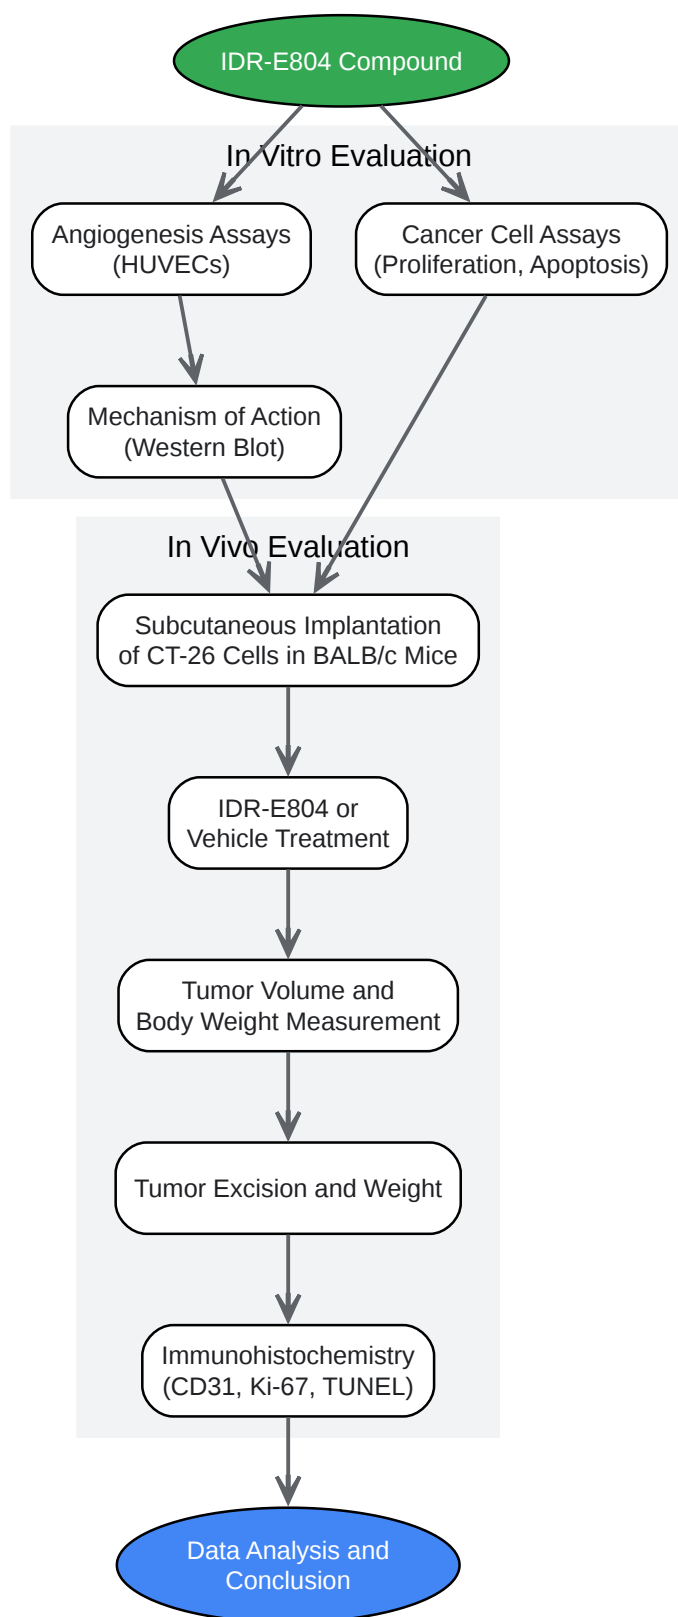 IDR-E804 Compound
In Vitro Evaluation
Angiogenesis Assays
(HUVECs)
Cancer Cell Assays
(Proliferation, Apoptosis)
Mechanism of Action
(Western Blot)
In Vivo Evaluation
Subcutaneous Implantation
of CT-26 Cells in BALB/c Mice
IDR-E804 or
Vehicle Treatment
Tumor Volume and
Body Weight Measurement
Tumor Excision and Weight
Immunohistochemistry
(CD31, Ki-67, TUNEL)
Data Analysis and
Conclusion